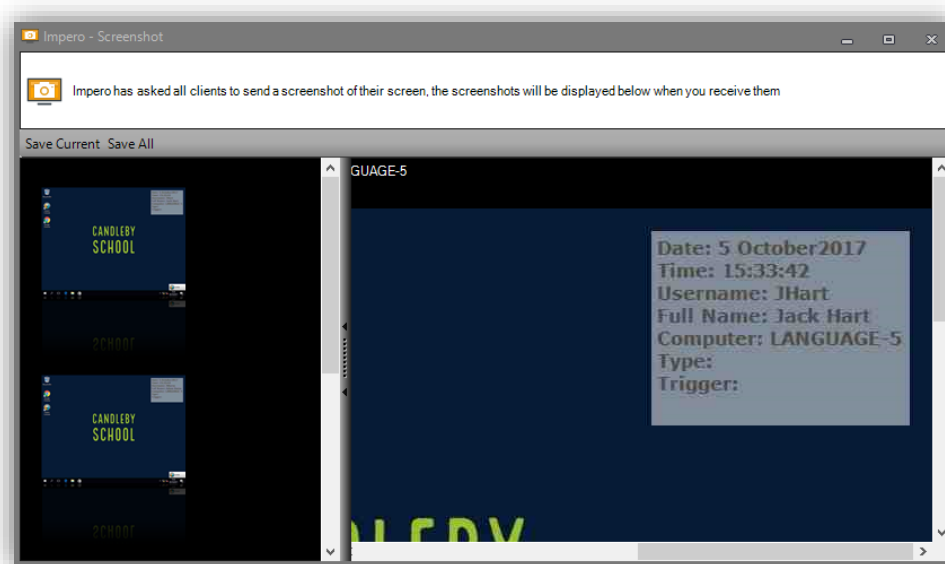 Impero - Screenshot
Impero has asked all clients to send a screenshot of their screen, the screenshots will be displayed below when you receive them
Save Current Save All
CANDLEBY
SCHOOL
CANDLEBY
SCHOOL
GUAGE-5
Date: 5 October2017
Time: 15:33:42
Username: JHart
Full Name: Jack Hart
Computer: LANGUAGE-5
Type:
Trigger: